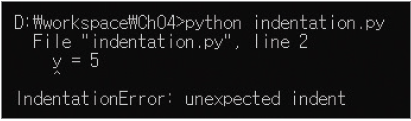 D:₩workspace₩Ch04>python indentation.py
  File "indentation.py", line 2
    y = 5
    ^
IndentationError: unexpected indent